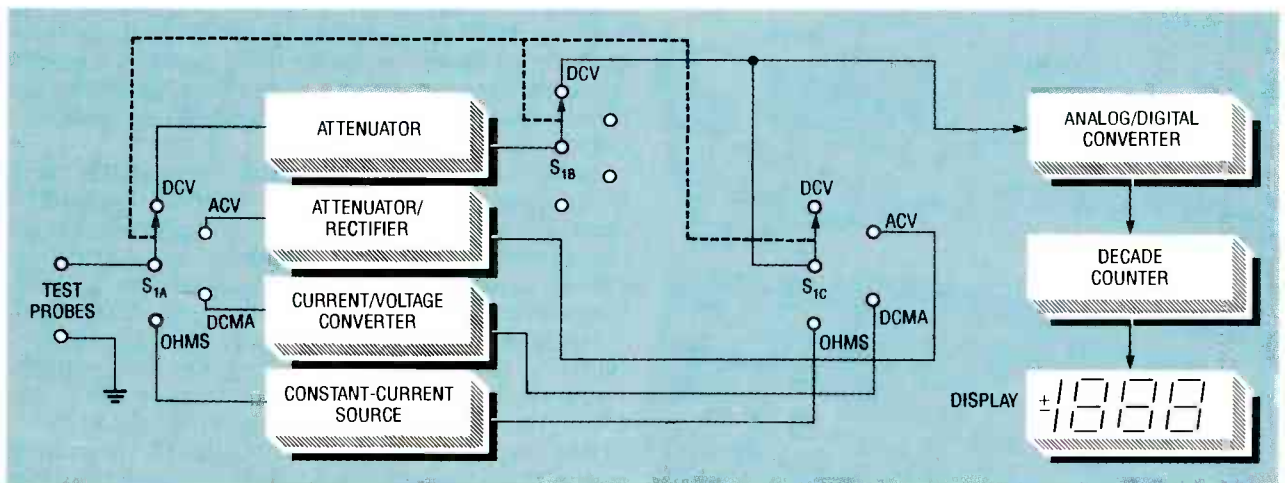 ATTENUATOR
ATTENUATOR/
RECTIFIER
CURRENT/VOLTAGE
CONVERTER
CONSTANT-CURRENT
SOURCE
TEST
PROBES
S1A
DCV
ACV
DCMA
OHMS
DCV
S1B
DCV
ACV
S1C
DCMA
OHMS
ANALOG/DIGITAL
CONVERTER
DECADE
COUNTER
DISPLAY
±1888